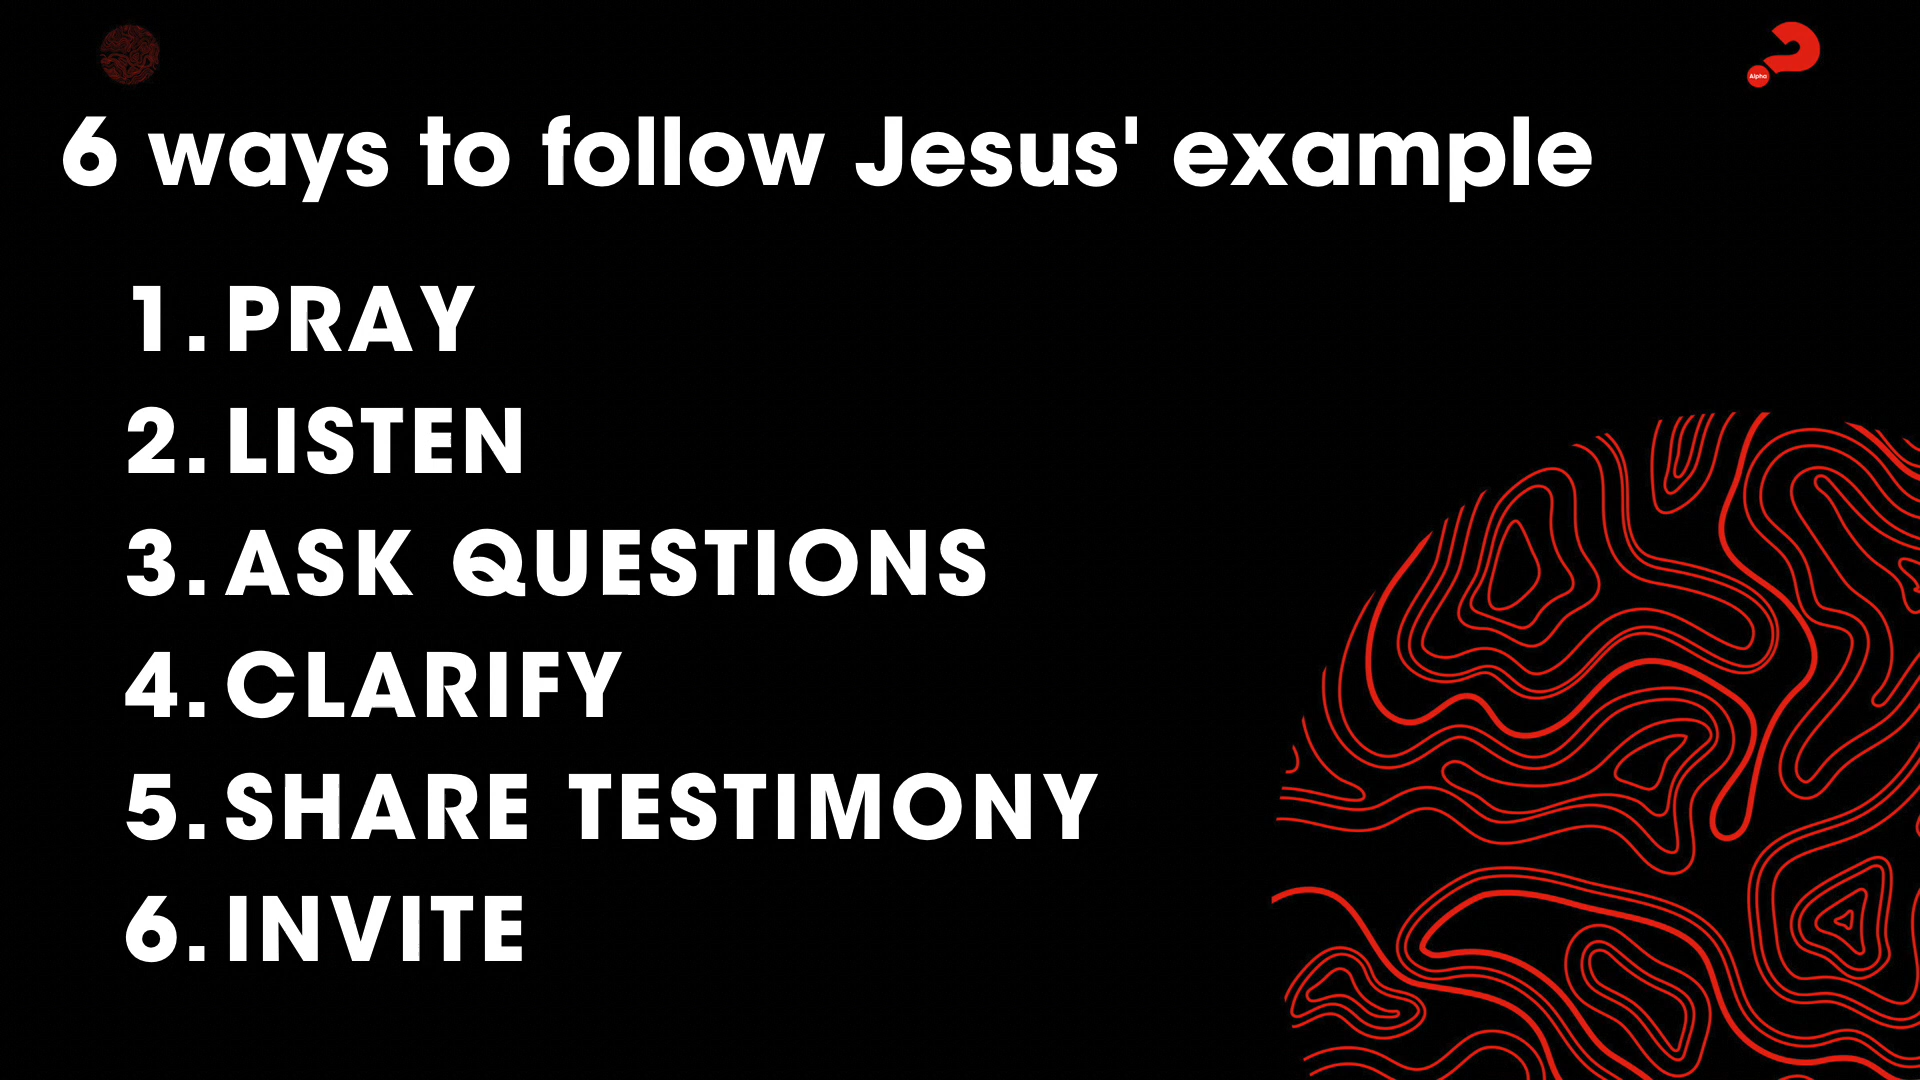 Alpha
6 ways to follow Jesus' example
1. PRAY
2. LISTEN
3. ASK QUESTIONS
4. CLARIFY
5. SHARE TESTIMONY
6. INVITE